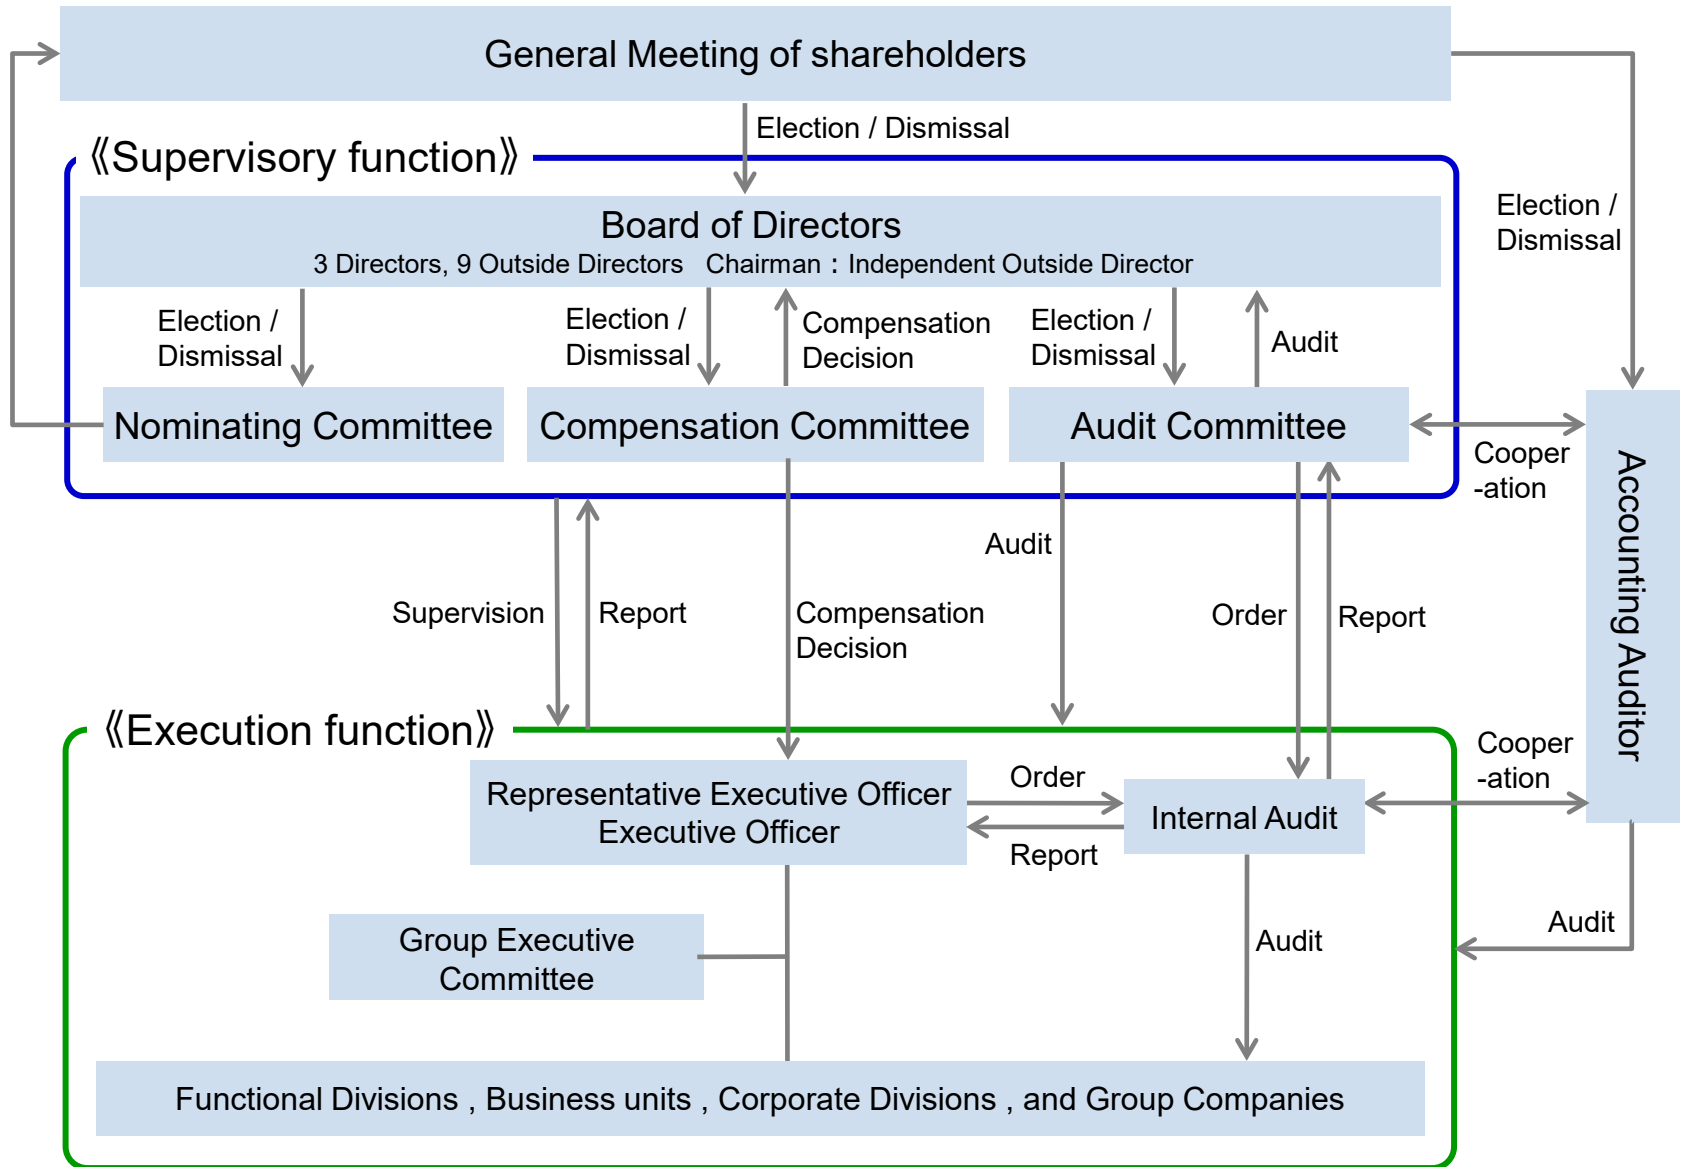 General Meeting of shareholders
Election / Dismissal
《Supervisory function》
Election /
Dismissal
Board of Directors
3 Directors, 9 Outside Directors Chairman：Independent Outside Director
Election /
Dismissal
Election /
Dismissal
Compensation
Decision
Election /
Dismissal
Audit
Nominating Committee
Compensation Committee
Audit Committee
Cooper
-ation
Accounting Auditor
Audit
Supervision
Report
Compensation
Decision
Order
Report
《Execution function》
Cooper
-ation
Representative Executive Officer
Executive Officer
Order
Report
Internal Audit
Group Executive
Committee
Audit
Audit
Functional Divisions , Business units , Corporate Divisions , and Group Companies